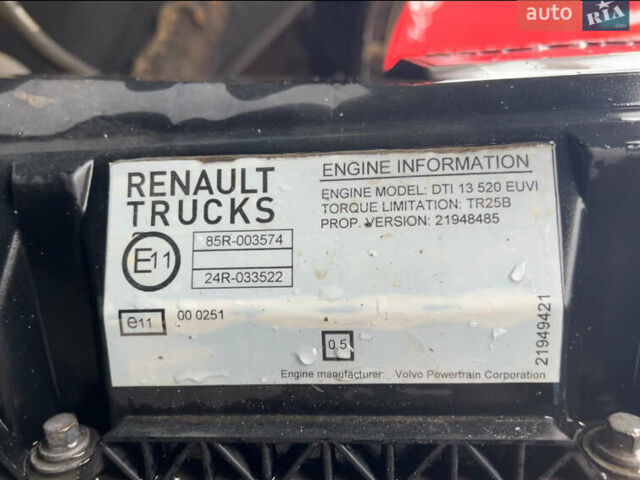 auto RIA.com
RENAULT
TRUCKS
ENGINE INFORMATION
ENGINE MODEL: DTI 13 520 EUVI
TORQUE LIMITATION: TR25B
PROP. VERSION: 21948485
E11
85R-003574
24R-033522
e11
00 0251
0,5
21949421
Engine manufacturer: Volvo Powertrain Corporation